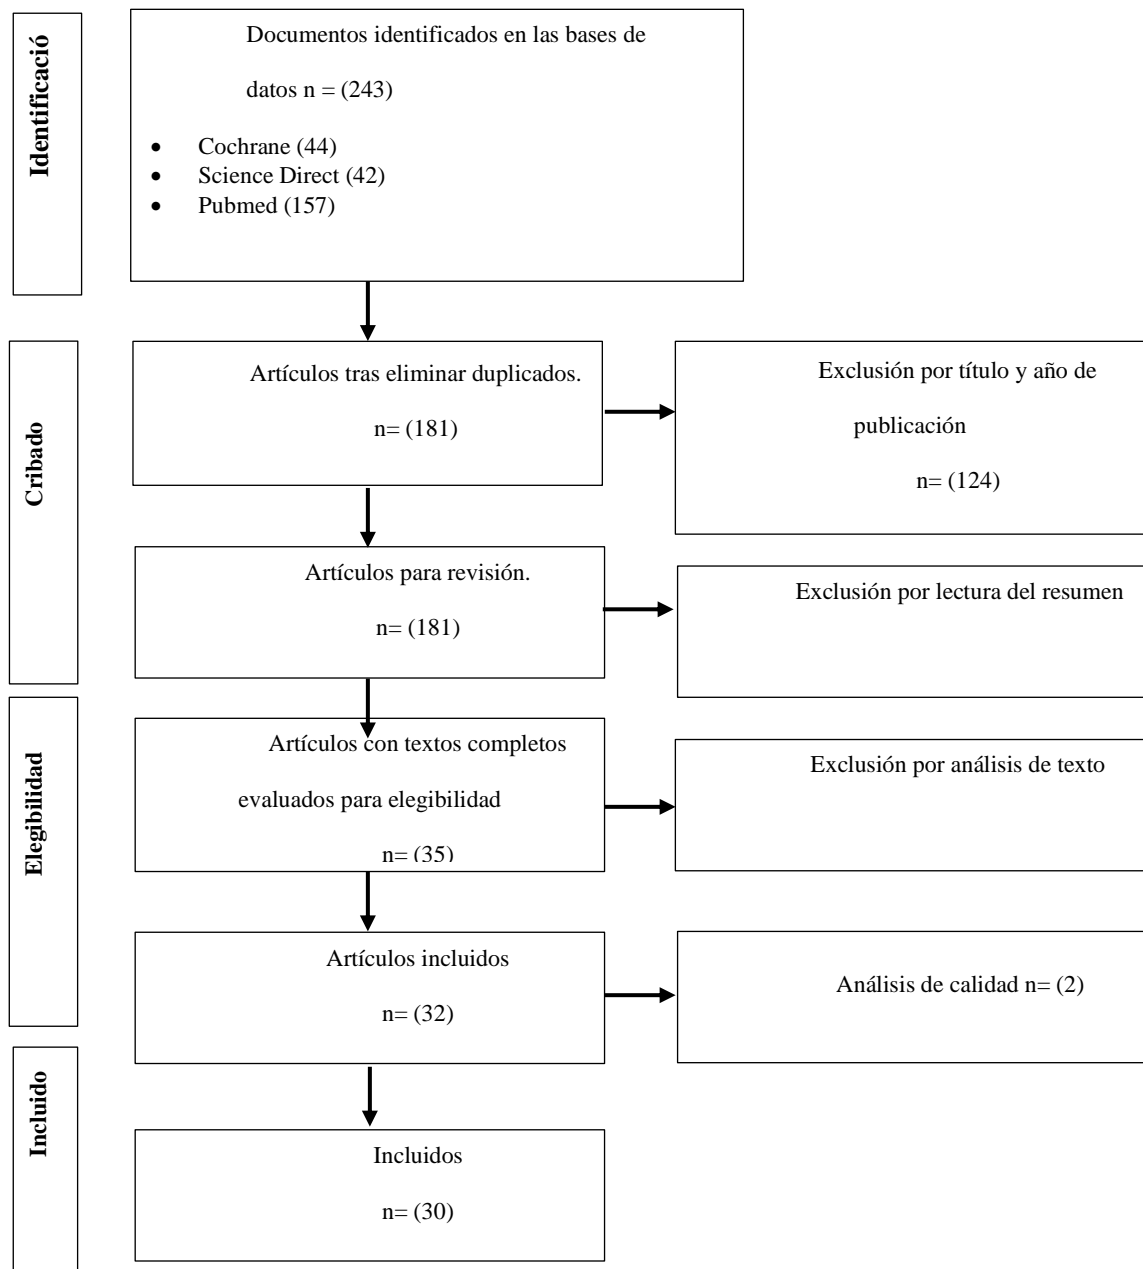 Identificació
Documentos identificados en las bases de
datos n = (243)
• Cochrane (44)
• Science Direct (42)
• Pubmed (157)
Cribado
Artículos tras eliminar duplicados.
n= (181)
Exclusión por título y año de
publicación
n= (124)
Artículos para revisión.
n= (181)
Exclusión por lectura del resumen
Elegibilidad
Artículos con textos completos
evaluados para elegibilidad
n= (35)
Exclusión por análisis de texto
Artículos incluidos
n= (32)
Análisis de calidad n= (2)
Incluido
Incluidos
n= (30)